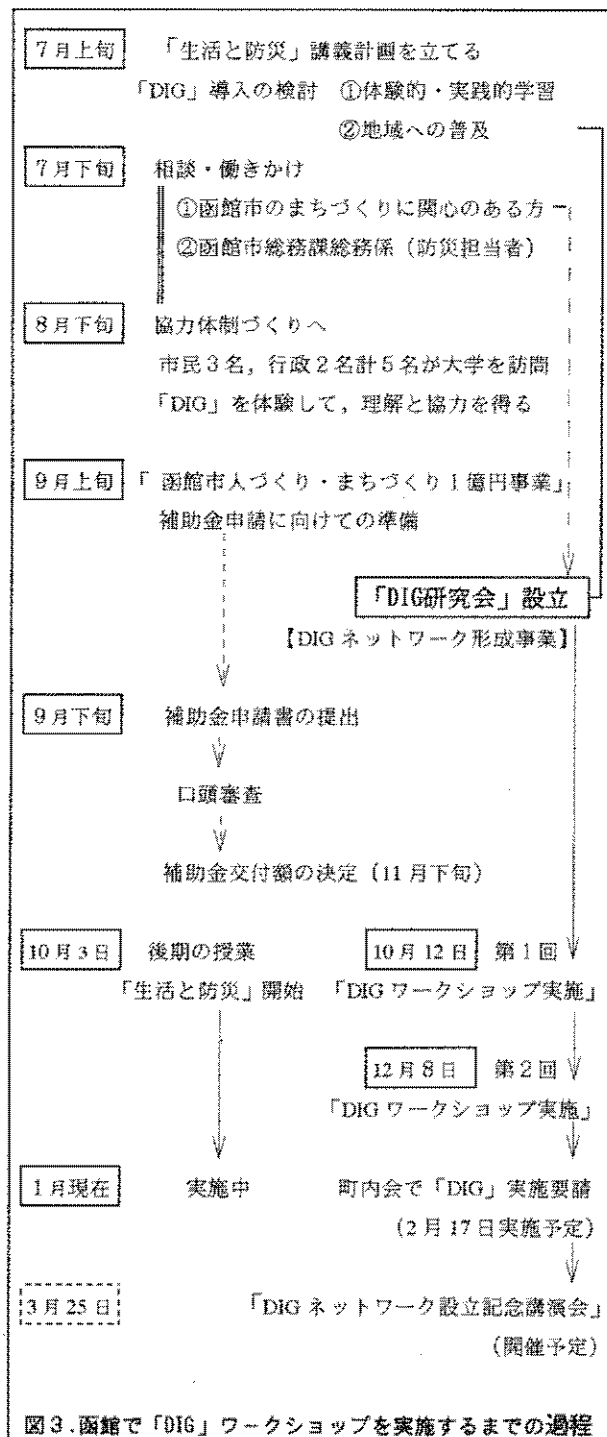 7月上旬 「生活と防災」講義計画を立てる
「DIG」導入の検討 ①体験的・実践的学習
②地域への普及
7月下旬 相談・働きかけ
①函館市のまちづくりに関心のある方
②函館市総務課総務係(防災担当者)
8月下旬 協力体制づくりへ
市民3名,行政2名計5名が大学を訪問
「DIG」を体験して,理解と協力を得る
9月上旬 「函館市人づくり・まちづくり1億円事業」
補助金申請に向けての準備
「DIG研究会」設立
【DIGネットワーク形成事業】
9月下旬 補助金申請書の提出
口頭審査
補助金交付額の決定(11月下旬)
10月3日 後期の授業 10月12日 第1回
「生活と防災」開始 「DIGワークショップ実施」
12月8日 第2回
「DIGワークショップ実施」
1月現在 実施中 町内会で「DIG」実施要請
(2月17日実施予定)
3月25日 「DIGネットワーク設立記念講演会」
(開催予定)
図3.函館で「DIG」ワークショップを実施するまでの過程